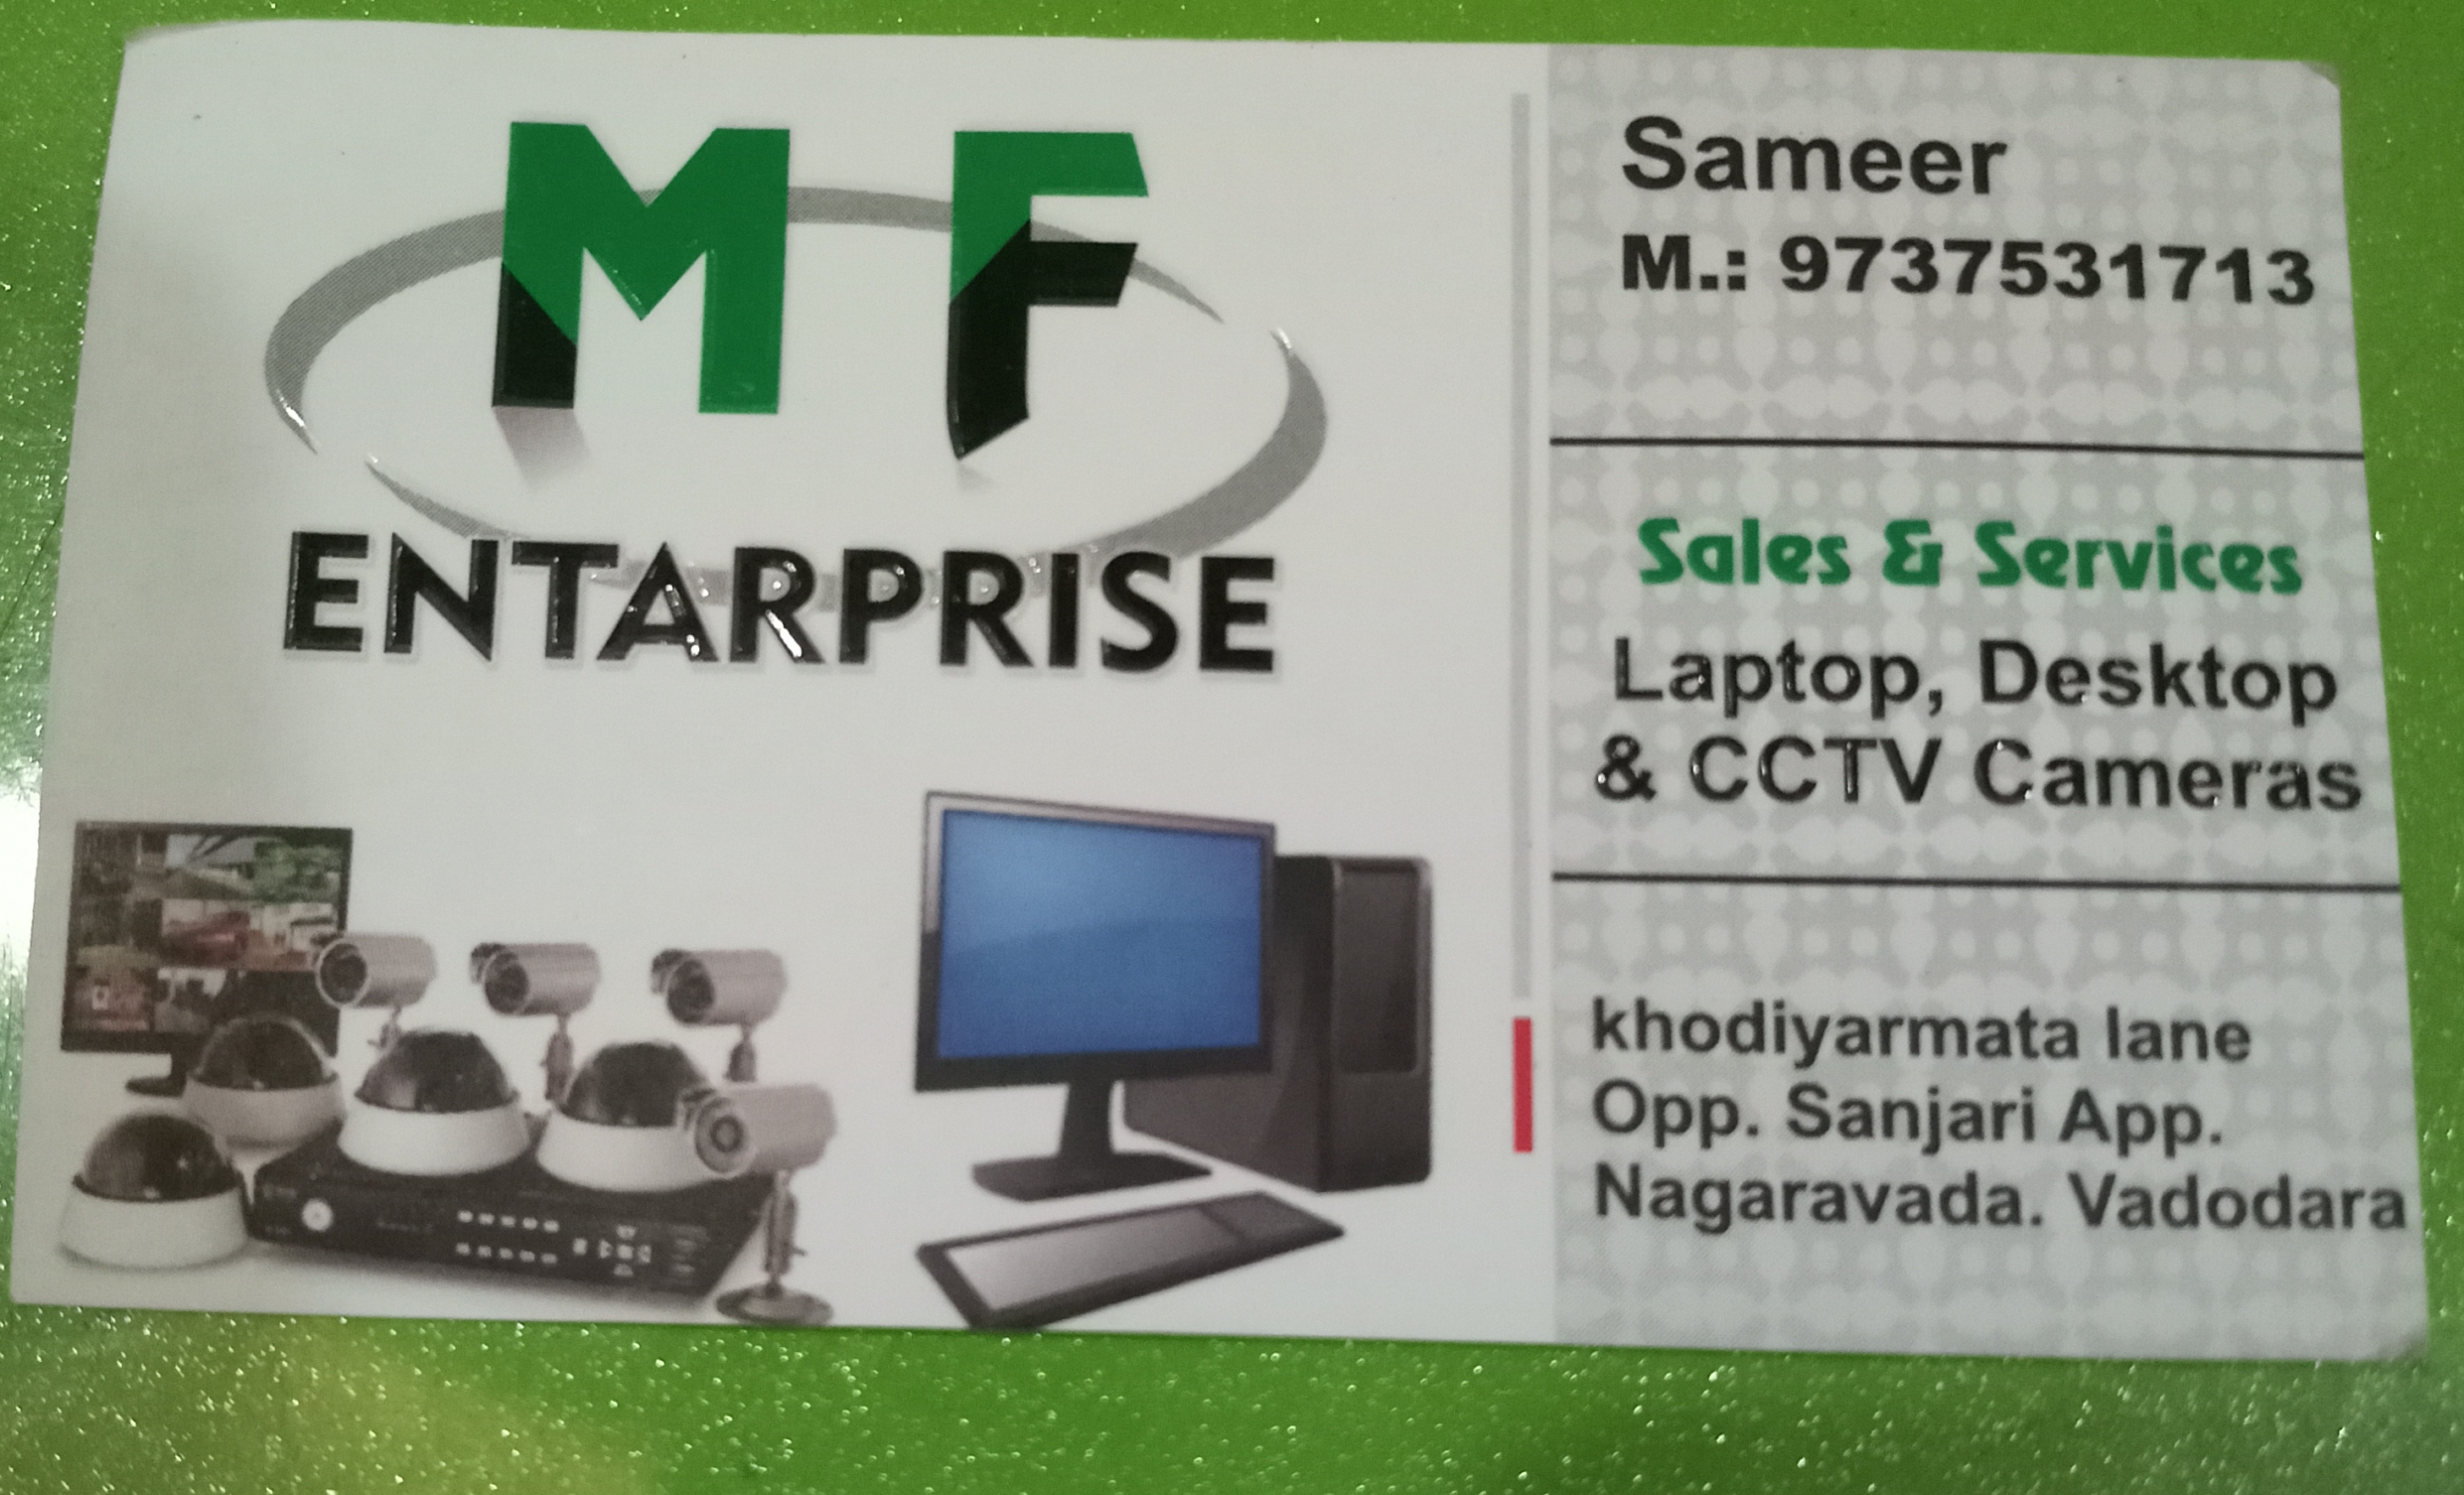 M F
ENTARPRISE
Sameer
M.: 9737531713
Sales & Services
Laptop, Desktop
& CCTV Cameras
khodiyarmata lane
Opp. Sanjari App.
Nagaravada. Vadodara